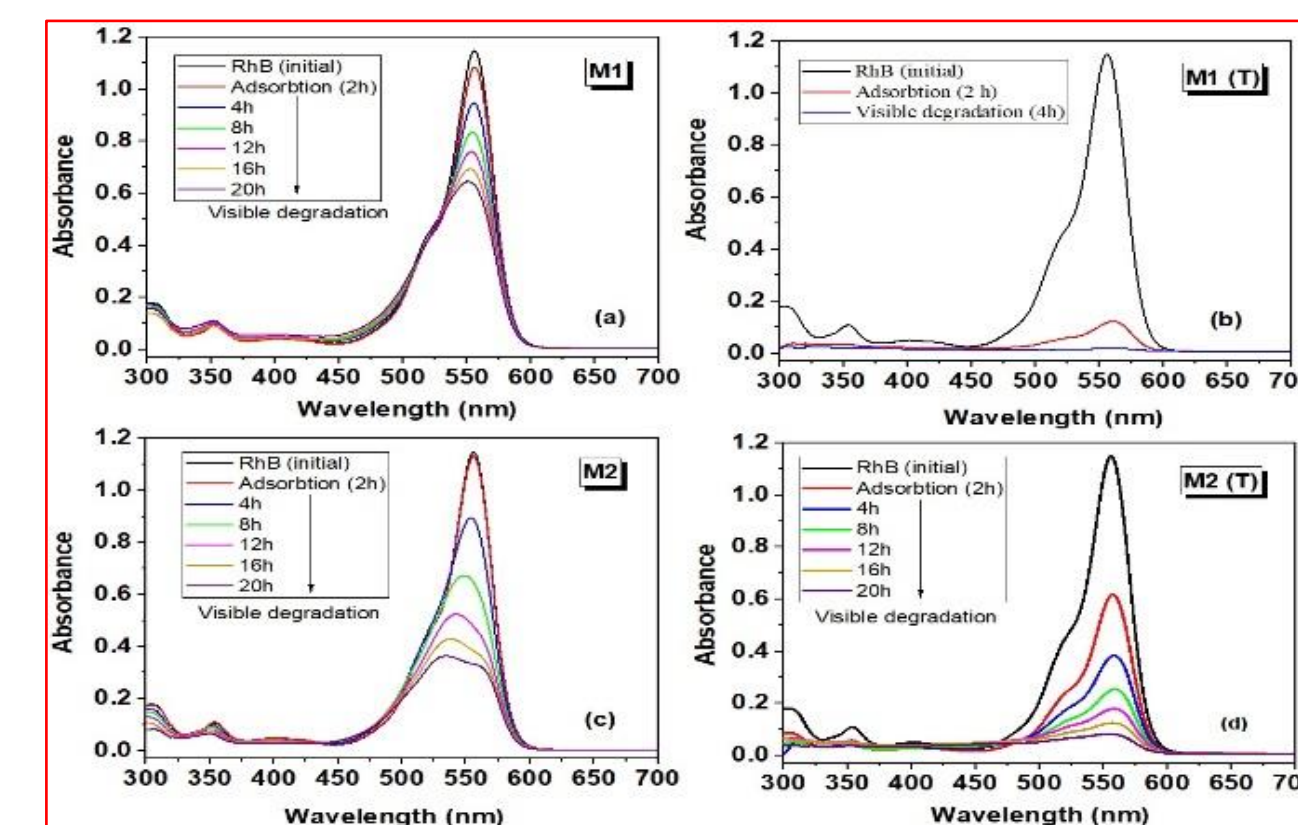 1.2
1.0
0.8
0.6
0.4
0.2
0.0
Absorbance
RhB (initial)
Adsorbtion (2h)
4h
8h
12h
16h
20h
Visible degradation
M1
(a)
300 350 400 450 500 550 600 650 700
Wavelength (nm)
1.2
1.0
0.8
0.6
0.4
0.2
0.0
Absorbance
RhB (initial)
Adsorbtion (2 h)
Visible degradation (4h)
M1 (T)
(b)
300 350 400 450 500 550 600 650 70
Wavelength (nm)
1.2
1.0
0.8
0.6
0.4
0.2
0.0
Absorbance
RhB (initial)
Adsorbtion (2h)
4h
8h
12h
16h
20h
Visible degradation
M2
(c)
300 350 400 450 500 550 600 650 700
Wavelength (nm)
1.2
1.0
0.8
0.6
0.4
0.2
0.0
Absorbance
RhB (initial)
Adsorbtion (2h)
4h
8h
12h
16h
20h
Visible degradation
M2 (T)
(d)
300 350 400 450 500 550 600 650 70
Wavelength (nm)